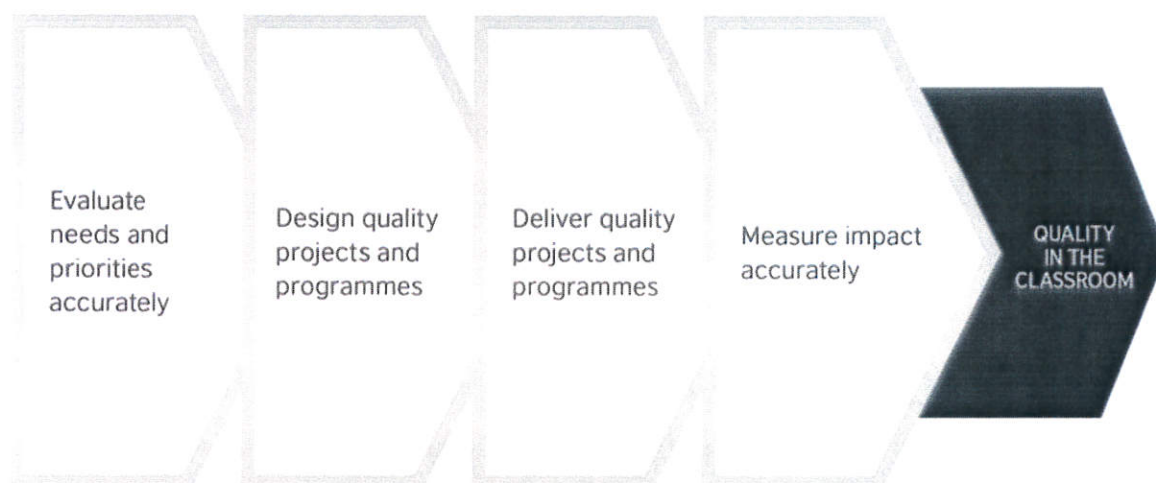 Evaluate
needs and
priorities
accurately
Design quality
projects and
programmes
Deliver quality
projects and
programmes
Measure impact
accurately
QUALITY
IN THE
CLASSROOM